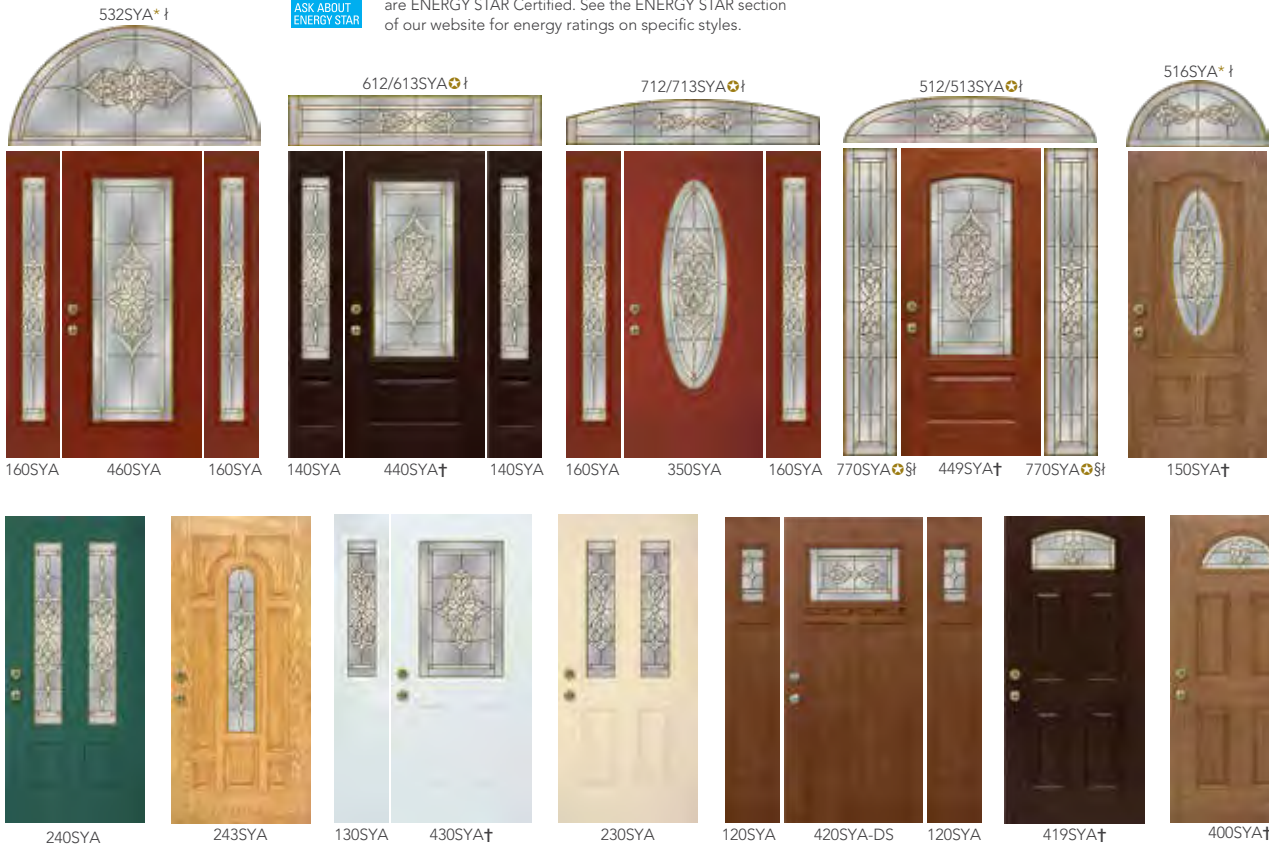 532SYA* ł
ASK ABOUT
ENERGY STAR
are ENERGY STAR Certified. See the ENERGY STAR section
of our website for energy ratings on specific styles.
612/613SYA✪ł
712/713SYA✪ł
512/513SYA✪ł
516SYA* ł
160SYA 460SYA 160SYA
140SYA 440SYA† 140SYA
160SYA 350SYA 160SYA
770SYA✪§ł 449SYA† 770SYA✪§ł
150SYA†
240SYA
243SYA
130SYA 430SYA†
230SYA
120SYA 420SYA-DS 120SYA
419SYA†
400SYA†